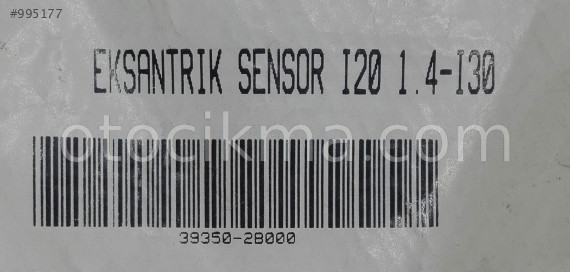 #995177
EKSANTRIK SENSOR I20 1.4-I30
otocikma.com
39350-2B000